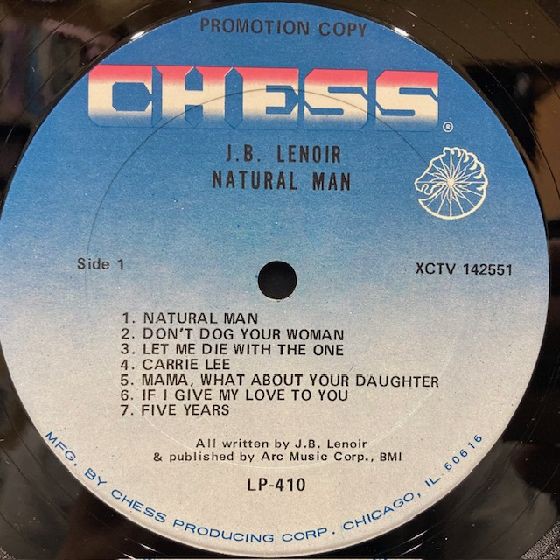 PROMOTION COPY
CHESS®
J.B. LENOIR
NATURAL MAN
Side 1
XCTV 142551
1. NATURAL MAN
2. DON'T DOG YOUR WOMAN
3. LET ME DIE WITH THE ONE
4. CARRIE LEE
5. MAMA, WHAT ABOUT YOUR DAUGHTER
6. IF I GIVE MY LOVE TO YOU
7. FIVE YEARS
All written by J.B. Lenoir
& published by Arc Music Corp., BMI
LP-410
MFG. BY CHESS PRODUCING CORP. CHICAGO, IL. 60616